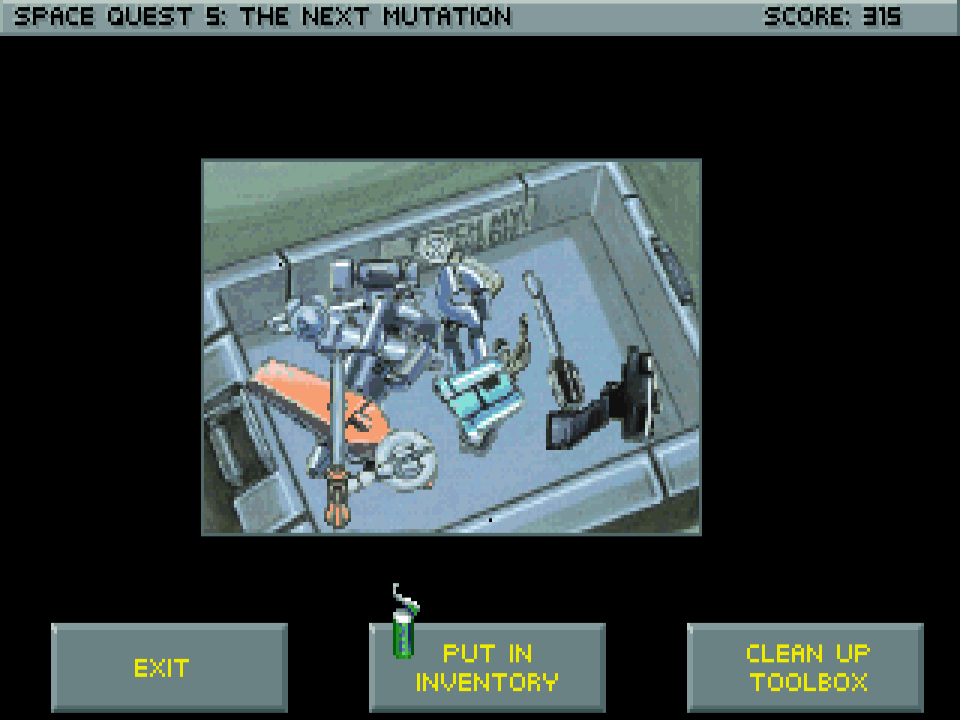 SPACE QUEST 5: THE NEXT MUTATION SCORE: 315
EXIT
PUT IN
INVENTORY
CLEAN UP
TOOLBOX